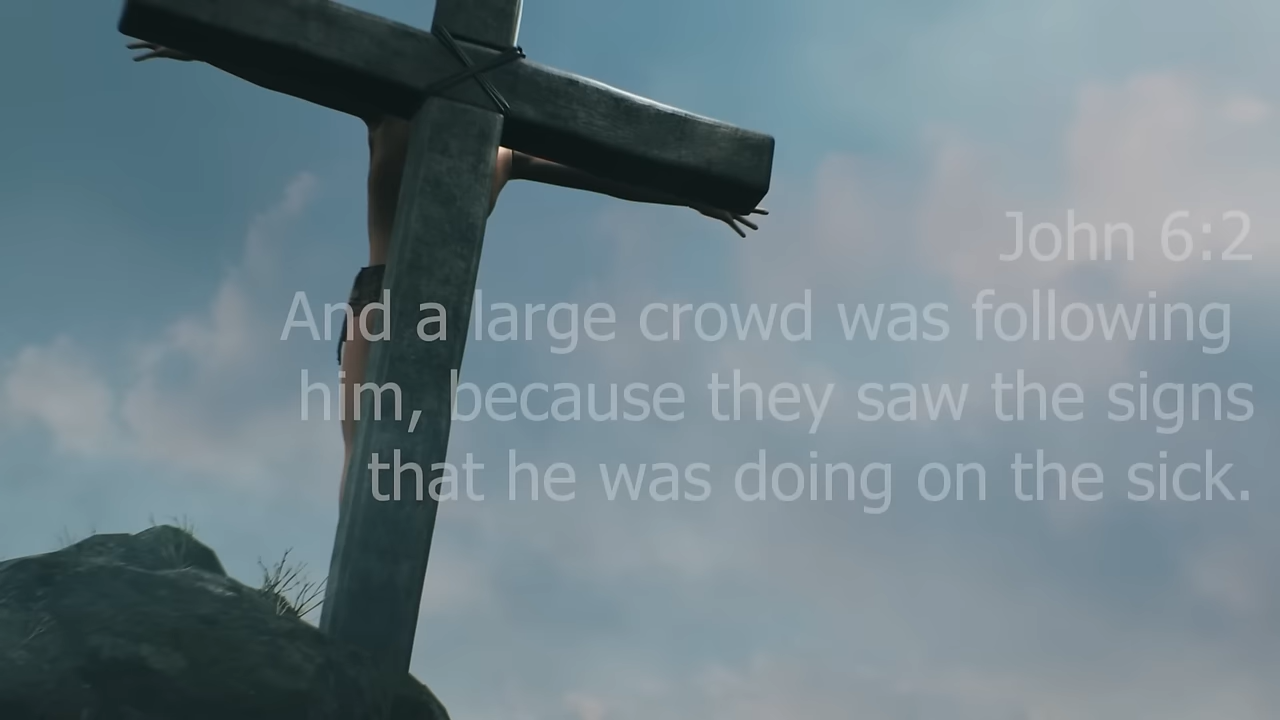 John 6:2
And a large crowd was following
him, because they saw the signs
that he was doing on the sick.